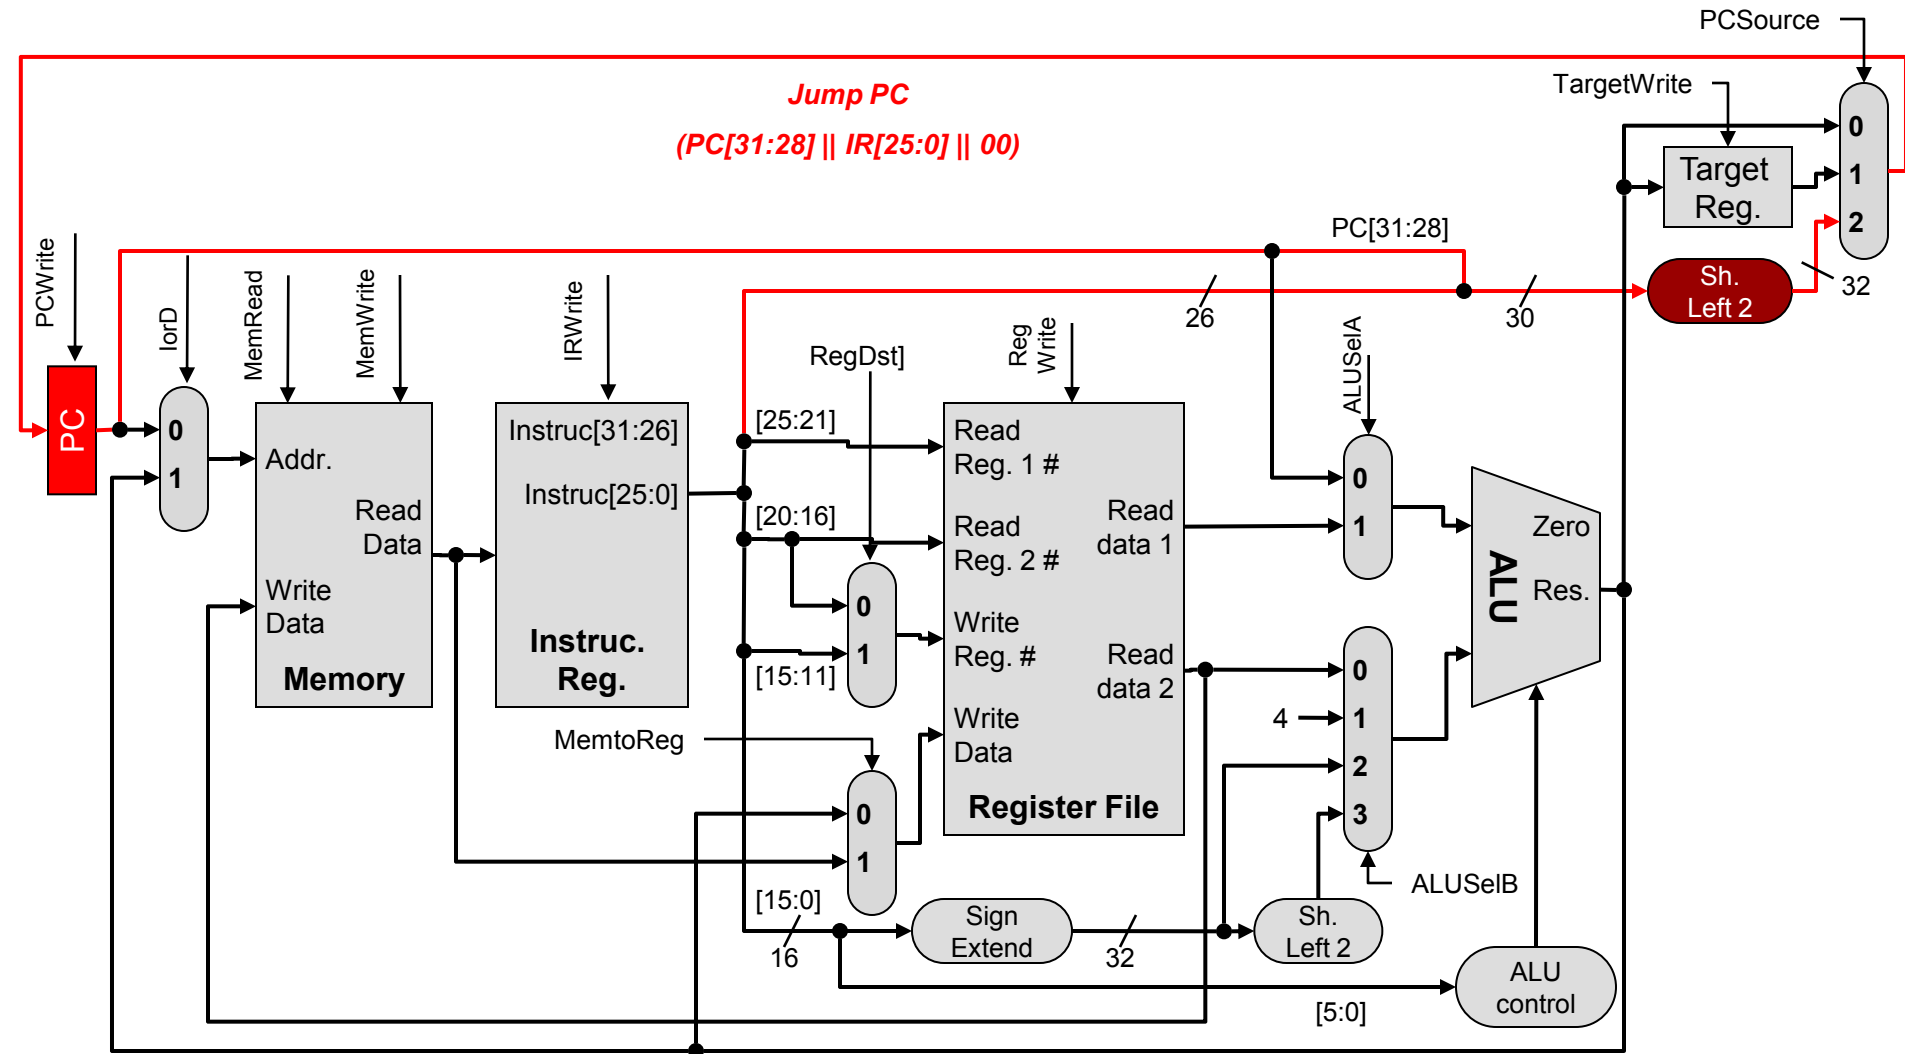 PCSource
TargetWrite
Jump PC
(PC[31:28] || IR[25:0] || 00)
0
1
2
Target
Reg.
PC[31:28]
PCWrite
IorD
MemRead
MemWrite
IRWrite
26
30
Sh.
Left 2
32
RegDst]
Reg
Write
ALUSelA
PC
0
1
Addr.
Read
Data
Write
Data
Memory
Instruc[31:26]
Instruc[25:0]
Instruc.
Reg.
[25:21]
[20:16]
[15:11]
0
1
Read
Reg. 1 #
Read
Reg. 2 #
Write
Reg. #
Write
Data
Read
data 1
Read
data 2
Register File
0
1
Zero
Res.
ALU
0
4
1
2
3
MemtoReg
0
1
ALUSelB
[15:0]
16
Sign
Extend
32
Sh.
Left 2
ALU
control
[5:0]